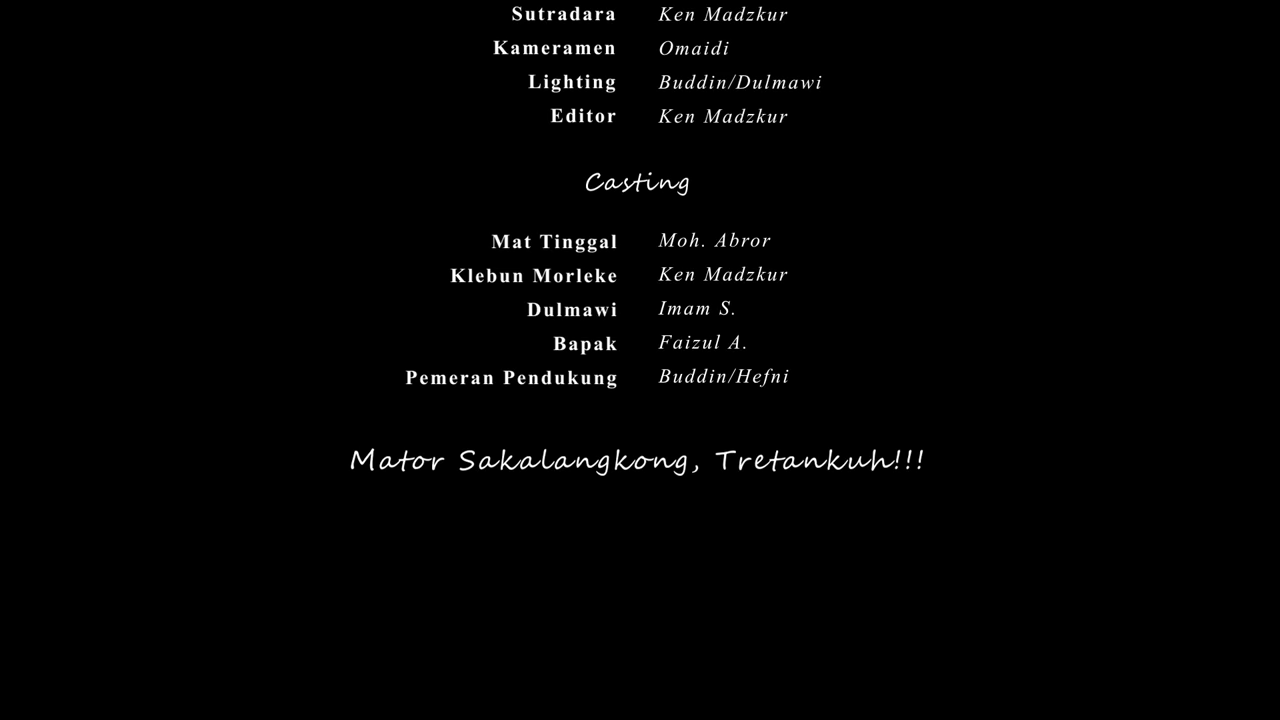 Sutradara Ken Madzkur
Kameramen Omaidi
Lighting Buddin/Dulmawi
Editor Ken Madzkur
Casting
Mat Tinggal Moh. Abror
Klebun Morleke Ken Madzkur
Dulmawi Imam S.
Bapak Faizul A.
Pemeran Pendukung Buddin/Hefni
Mator Sakalangkong, Tretankuh!!!